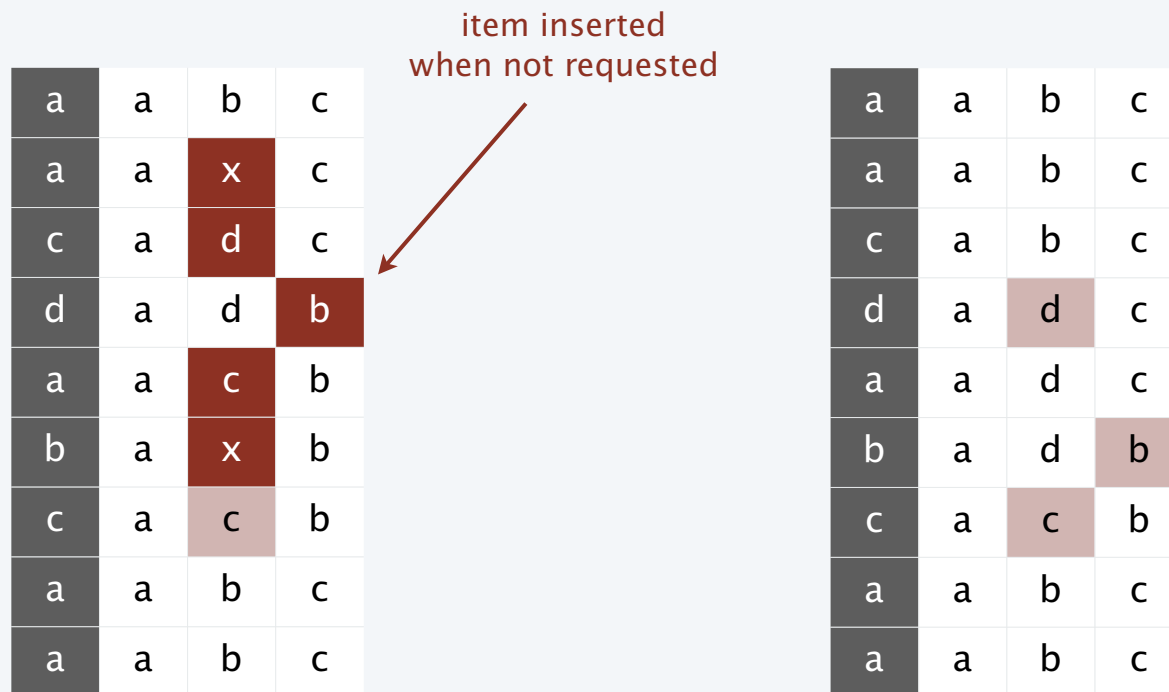 item inserted
when not requested
a a b c
a a x c
c a d c
d a d b
a a c b
b a x b
c a c b
a a b c
a a b c
a a b c
a a b c
c a b c
d a d c
a a d c
b a d b
c a c b
a a b c
a a b c